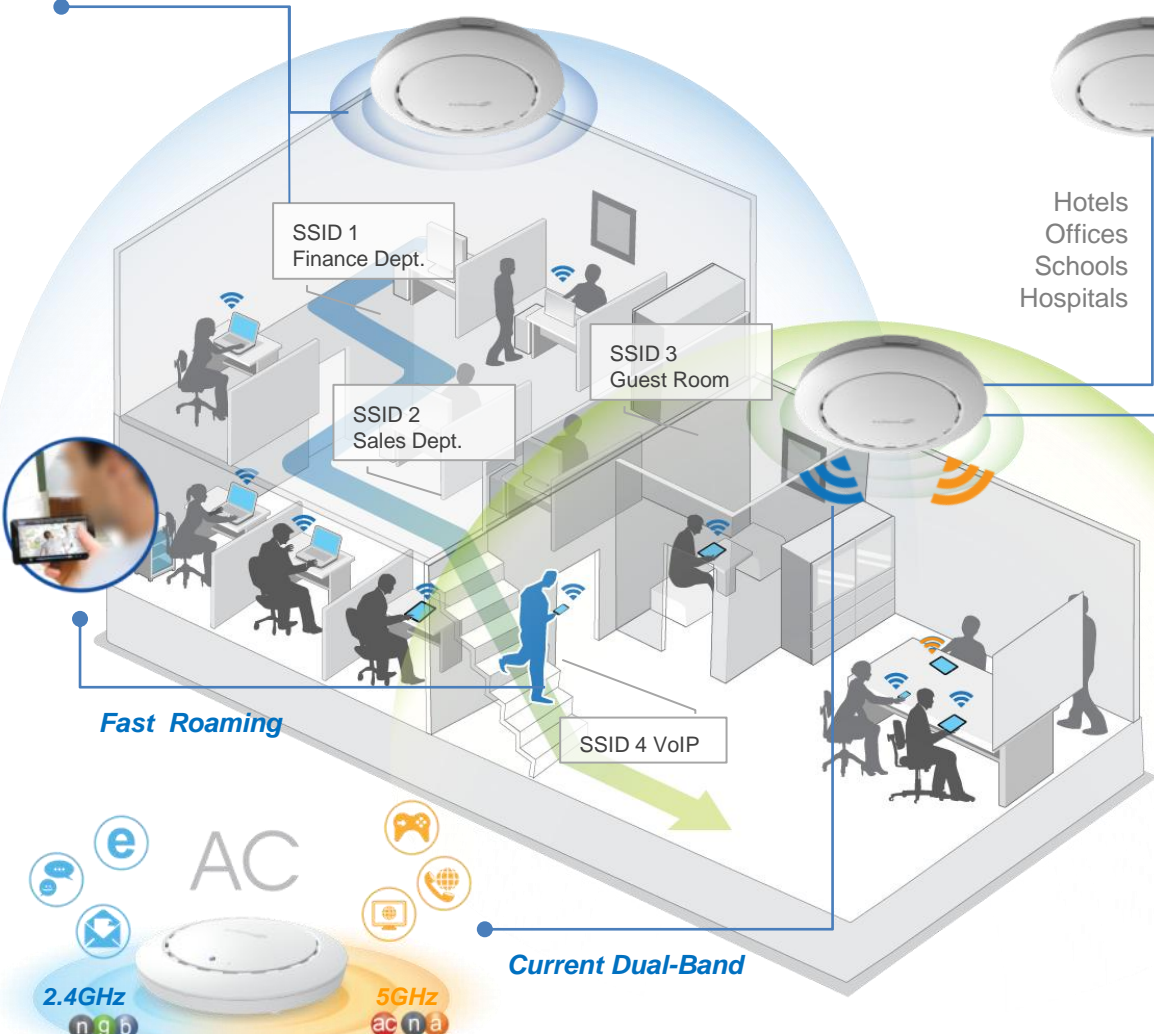 Hotels
Offices
Schools
Hospitals
SSID 1
Finance Dept.
SSID 3
Guest Room
SSID 2
Sales Dept.
Fast Roaming
SSID 4 VoIP
AC
e
Current Dual-Band
2.4GHz
5GHz
n g b
ac n a